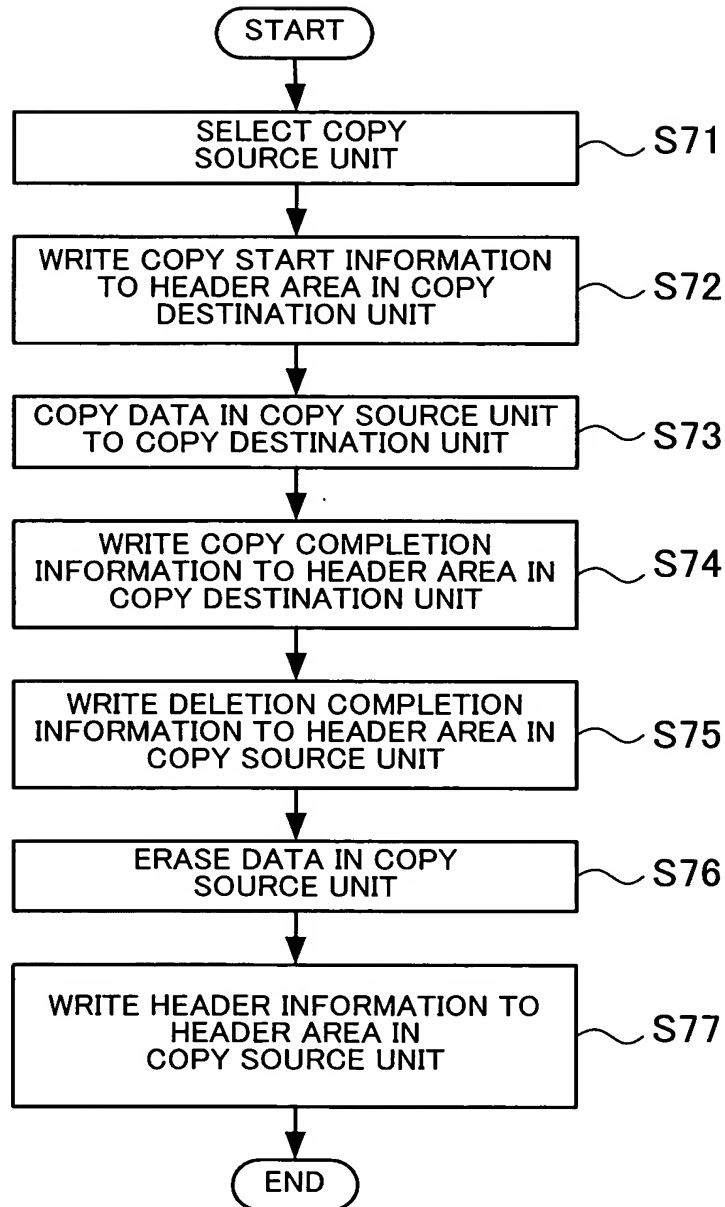 START
SELECT COPY
SOURCE UNIT
S71
WRITE COPY START INFORMATION
TO HEADER AREA IN COPY
DESTINATION UNIT
S72
COPY DATA IN COPY SOURCE UNIT
TO COPY DESTINATION UNIT
S73
WRITE COPY COMPLETION
INFORMATION TO HEADER AREA IN
COPY DESTINATION UNIT
S74
WRITE DELETION COMPLETION
INFORMATION TO HEADER AREA IN
COPY SOURCE UNIT
S75
ERASE DATA IN COPY
SOURCE UNIT
S76
WRITE HEADER INFORMATION TO
HEADER AREA IN
COPY SOURCE UNIT
S77
END